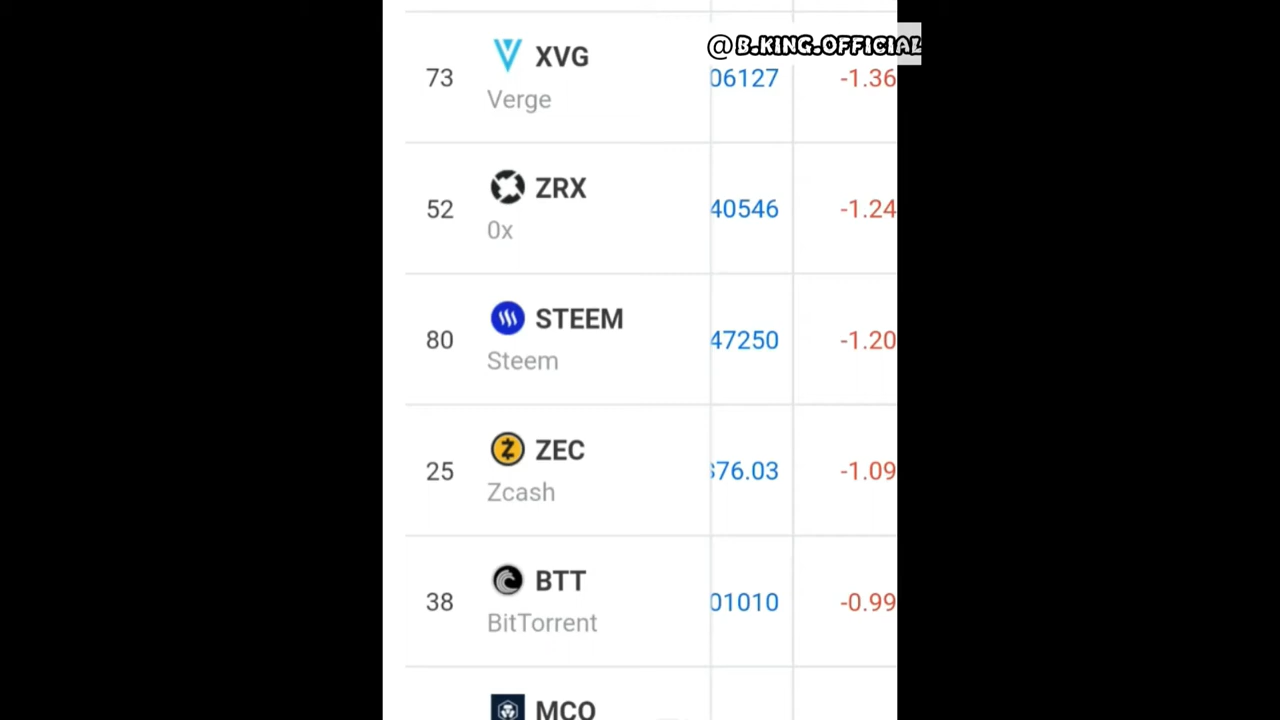 @B.KING.OFFICIAL
XVG
73
06127
-1.36
Verge
ZRX
52
40546
-1.24
0x
STEEM
80
47250
-1.20
Steem
ZEC
25
376.03
-1.09
Zcash
BTT
38
01010
-0.99
BitTorrent
MCO